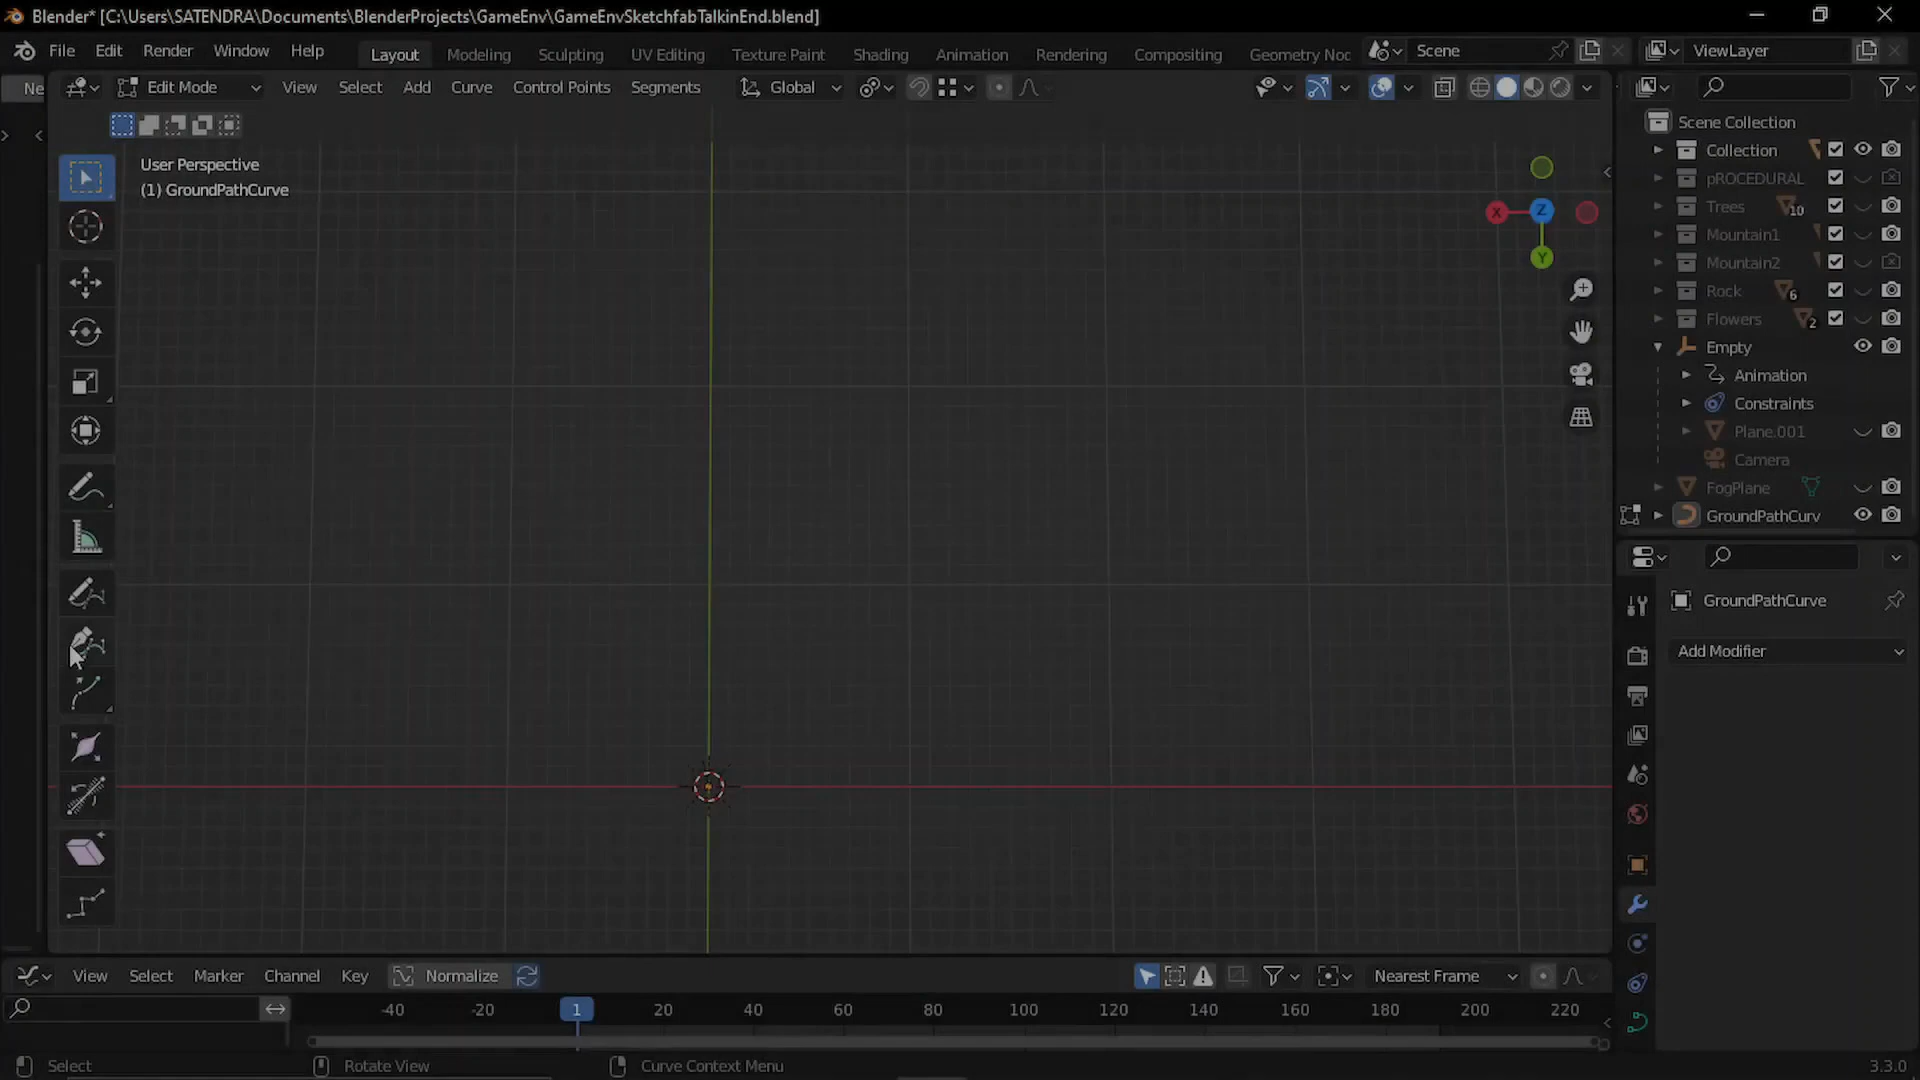 Blender* [C:\Users\SATENDRA\Documents\BlenderProjects\GameEnv\GameEnvSketchfabTalkinEnd.blend]
File Edit Render Window Help Layout Modeling Sculpting UV Editing Texture Paint Shading Animation Rendering Compositing Geometry Noc Scene ViewLayer
Ne Edit Mode View Select Add Curve Control Points Segments Global
User Perspective
(1) GroundPathCurve
X Z
Y
Scene Collection
Collection
pROCEDURAL
Trees 10
Mountain1
Mountain2
Rock 6
Flowers 2
Empty
Animation
Constraints
Plane.001
Camera
FogPlane
GroundPathCurv
GroundPathCurve
Add Modifier
View Select Marker Channel Key Normalize Nearest Frame
-40 -20 1 20 40 60 80 100 120 140 160 180 200 220
Select Rotate View Curve Context Menu 3.3.0